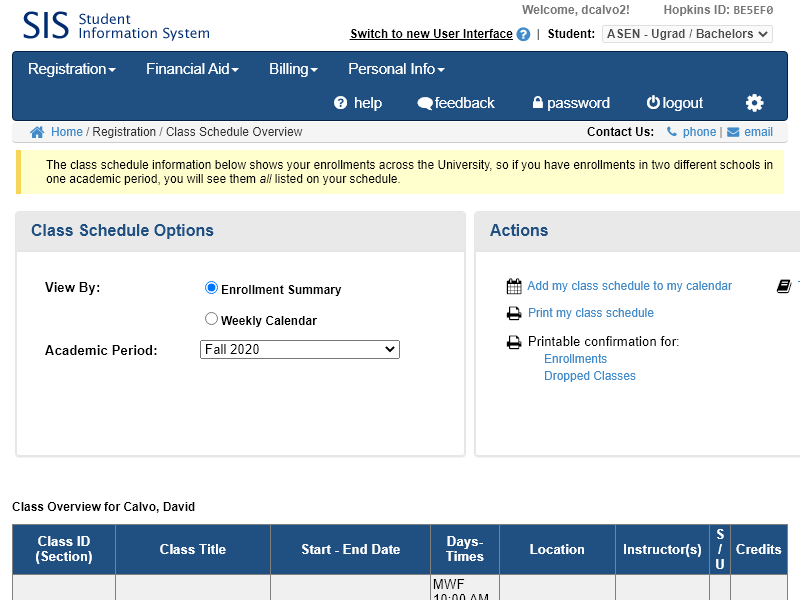 SIS Student
Information System
Welcome, dcalvo2! Hopkins ID: BE5EF0
Switch to new User Interface ? | Student: ASEN - Ugrad / Bachelors
Registration Financial Aid Billing Personal Info
? help feedback password logout
Home / Registration / Class Schedule Overview Contact Us: phone | email
The class schedule information below shows your enrollments across the University, so if you have enrollments in two different schools in
one academic period, you will see them all listed on your schedule.
Class Schedule Options
View By: Enrollment Summary
Weekly Calendar
Academic Period: Fall 2020
Actions
Add my class schedule to my calendar
Print my class schedule
Printable confirmation for:
Enrollments
Dropped Classes
Class Overview for Calvo, David
Class ID
(Section)
Class Title
Start - End Date
Days-
Times
Location
Instructor(s)
S
/
U
Credits
MWF
10:00 AM